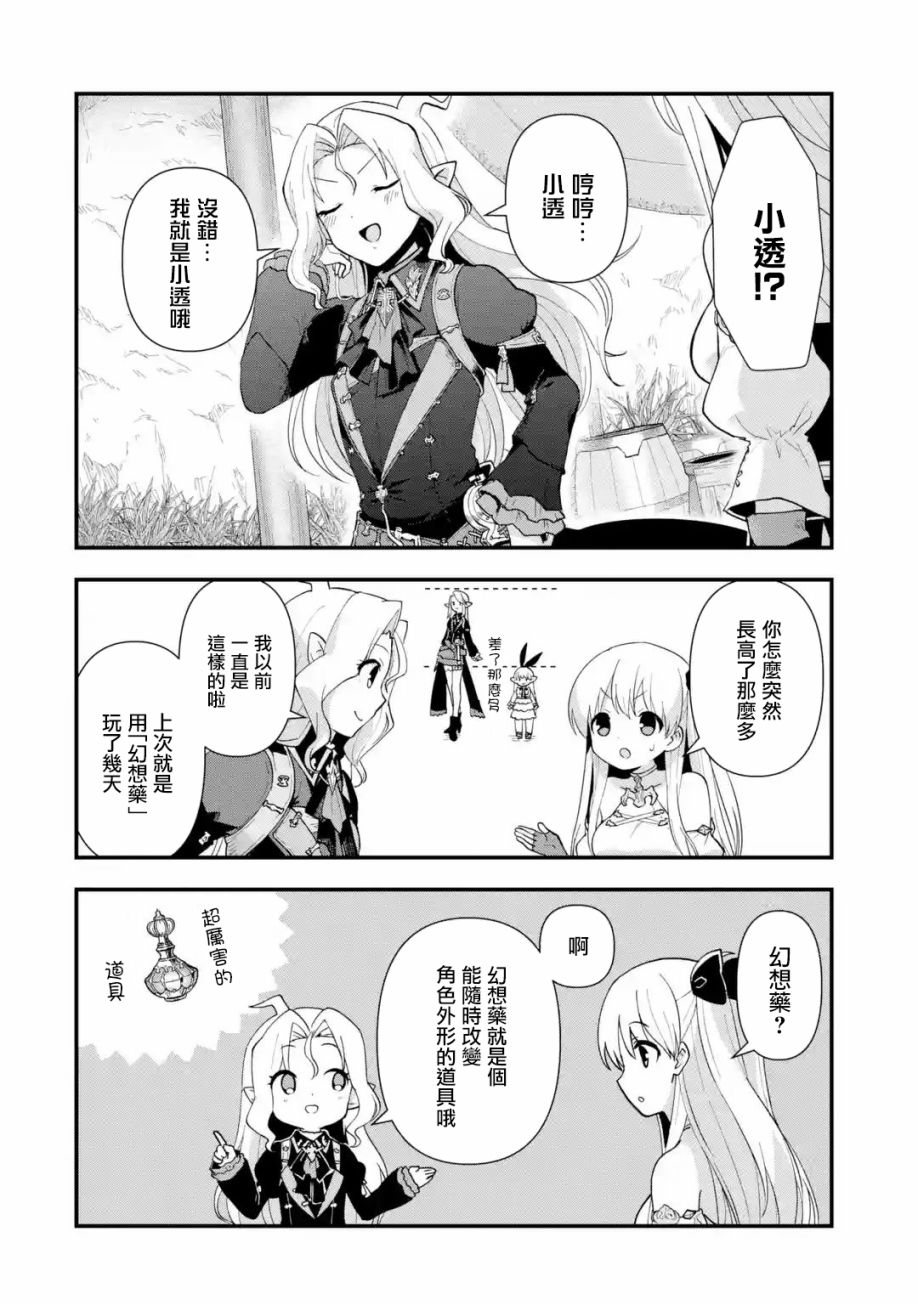 小透!?
哼哼…
小透
沒錯…
我就是小透哦
你怎麼突然
長高了那麼多
差了那麼多
我以前
一直是
這樣的啦
上次就是
用「幻想藥」
玩了幾天
幻想藥?
啊
幻想藥就是個
能隨時改變
角色外形的道具哦
超厲害的
道具